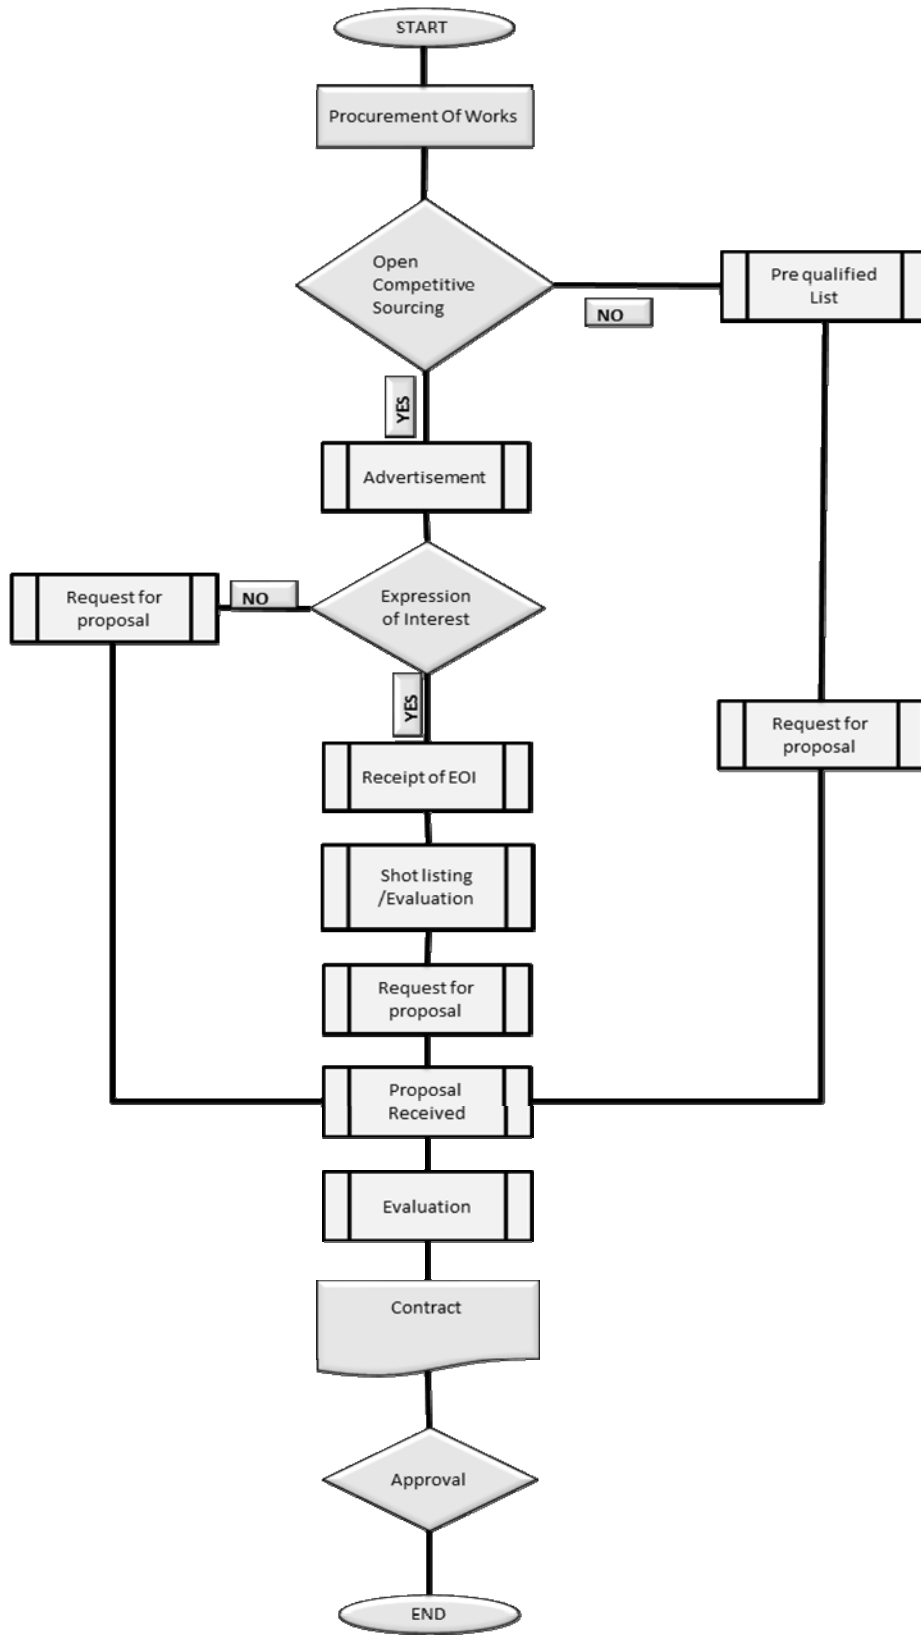 START
Procurement Of Works
Open
Competitive
Sourcing
NO
Pre qualified
List
YES
Advertisement
Request for
proposal
NO
Expression
of Interest
YES
Request for
proposal
Receipt of EOI
Shot listing
/Evaluation
Request for
proposal
Proposal
Received
Evaluation
Contract
Approval
END